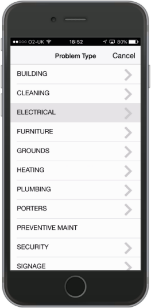 O2-UK 18:52 80%
Problem Type Cancel
BUILDING
CLEANING
ELECTRICAL
FURNITURE
GROUNDS
HEATING
PLUMBING
PORTERS
PREVENTIVE MAINT
SECURITY
SIGNAGE